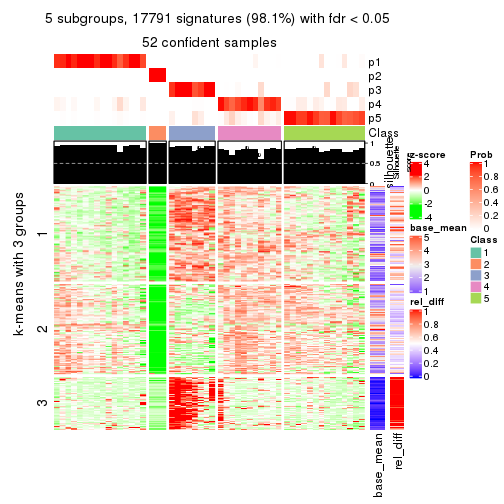 5 subgroups, 17791 signatures (98.1%) with fdr < 0.05
52 confident samples
p1
p2
p3
p4
p5
Class
1
0.5
0
silhouette
Silhouette
score
k-means with 3 groups
1
2
3
base_mean
rel_diff
z-score
4
2
0
-2
-4
base_mean
5
4
3
2
1
rel_diff
1
0.8
0.6
0.4
0.2
0
Prob
1
0.8
0.6
0.4
0.2
0
Class
1
2
3
4
5